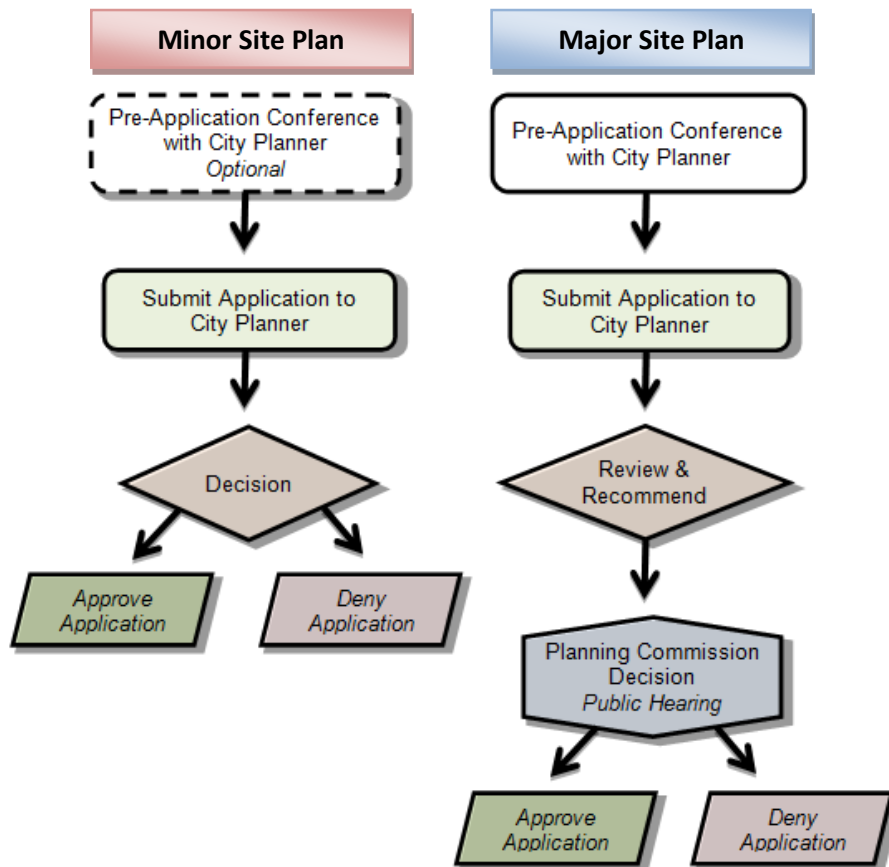 Minor Site Plan
Pre-Application Conference
with City Planner
Optional
Submit Application to
City Planner
Decision
Approve
Application
Deny
Application
Major Site Plan
Pre-Application Conference
with City Planner
Submit Application to
City Planner
Review &
Recommend
Planning Commission
Decision
Public Hearing
Approve
Application
Deny
Application